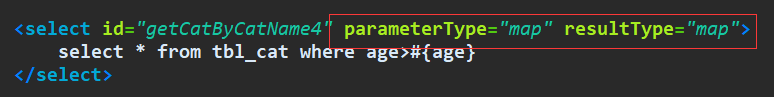 <select id="getCatByCatName4" parameterType="map" resultType="map">
select * from tbl_cat where age>#{age}
</select>